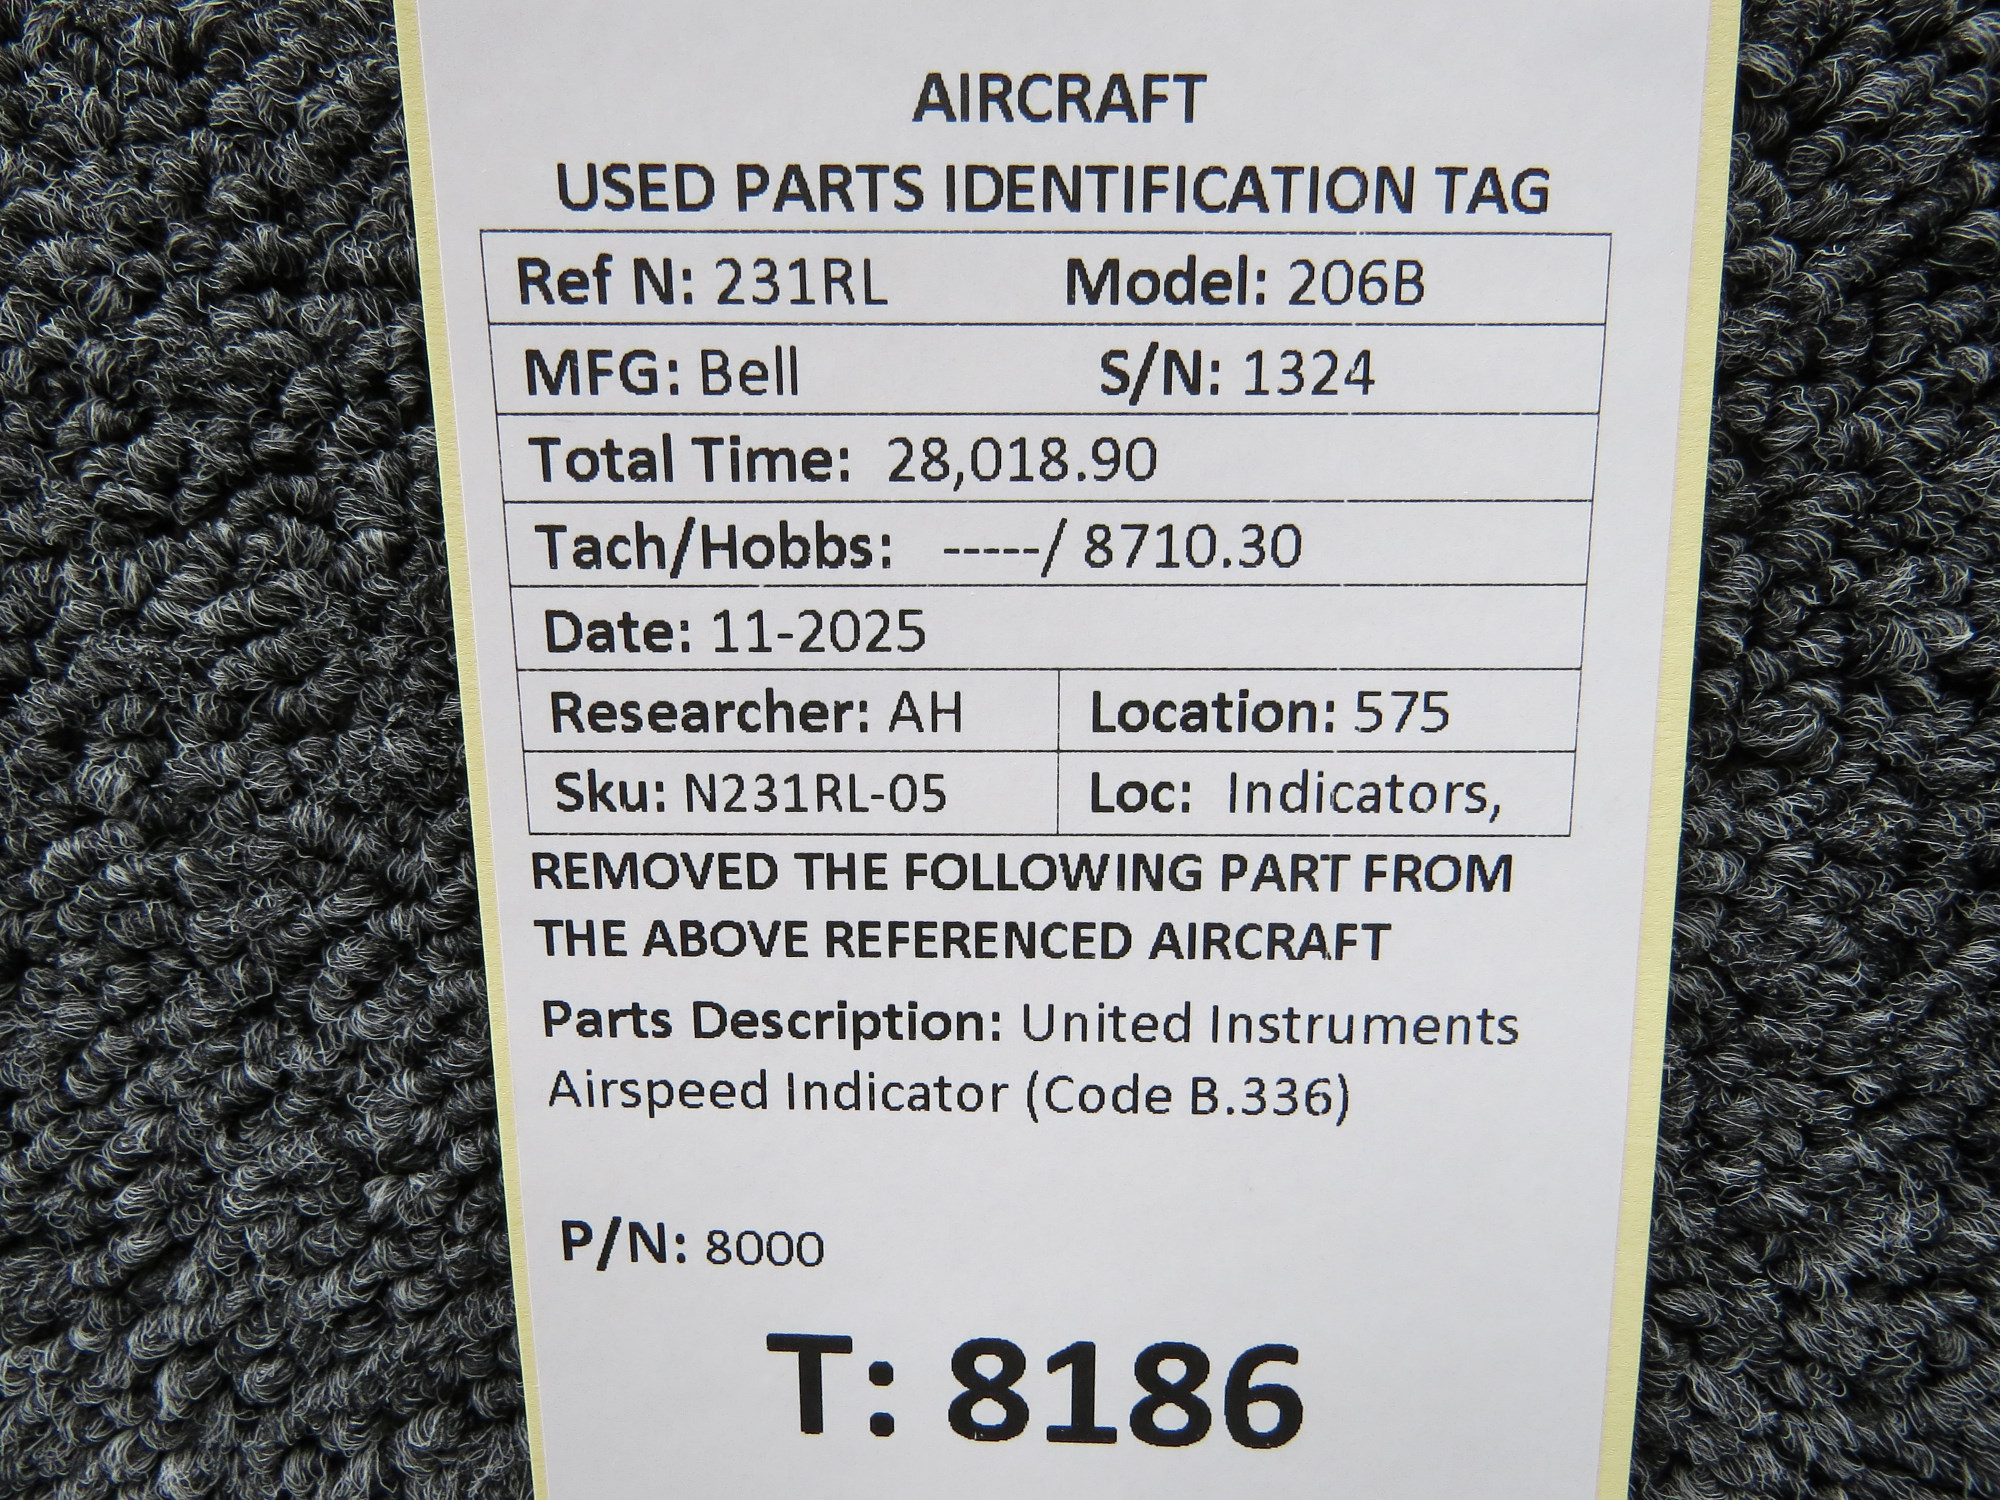 AIRCRAFT
USED PARTS IDENTIFICATION TAG
Ref N: 231RL Model: 206B
MFG: Bell S/N: 1324
Total Time: 28,018.90
Tach/Hobbs: -----/ 8710.30
Date: 11-2025
Researcher: AH Location: 575
Sku: N231RL-05 Loc: Indicators,
REMOVED THE FOLLOWING PART FROM
THE ABOVE REFERENCED AIRCRAFT
Parts Description: United Instruments
Airspeed Indicator (Code B.336)
P/N: 8000
T: 8186